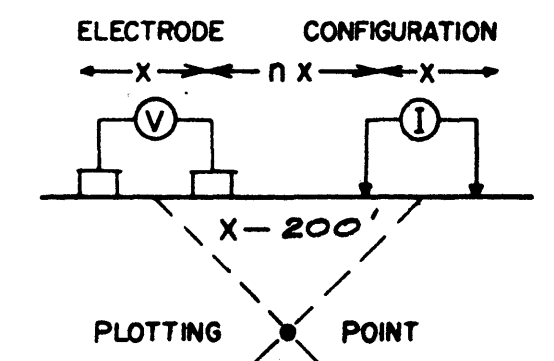 ELECTRODE CONFIGURATION
x n x x
V I
X - 200'
PLOTTING POINT